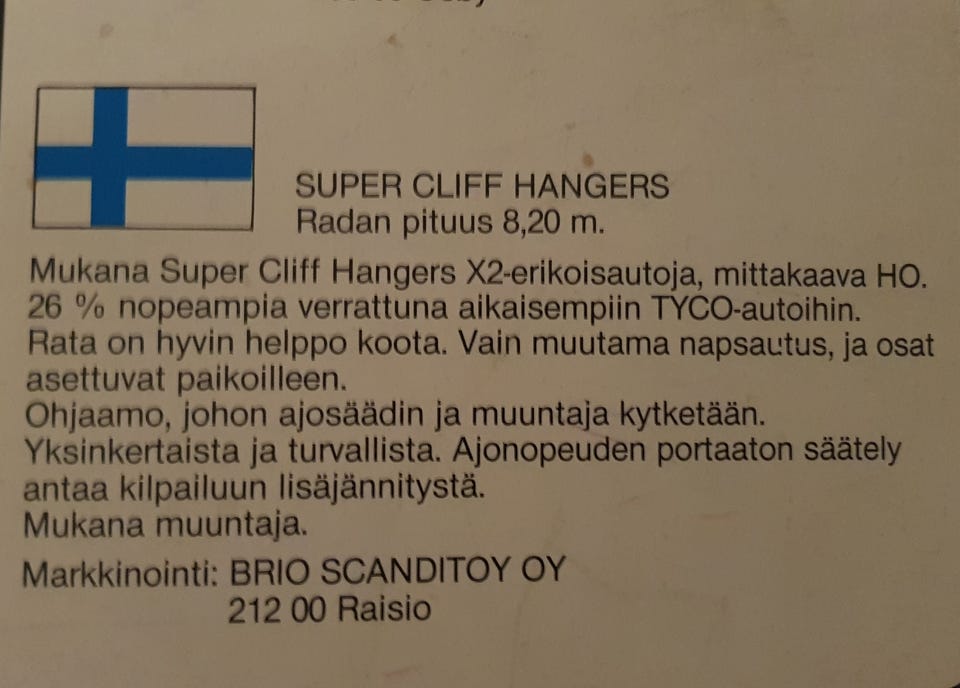 SUPER CLIFF HANGERS
Radan pituus 8,20 m.
Mukana Super Cliff Hangers X2-erikoisautoja, mittakaava HO.
26 % nopeampia verrattuna aikaisempiin TYCO-autoihin.
Rata on hyvin helppo koota. Vain muutama napsautus, ja osat
asettuvat paikoilleen.
Ohjaamo, johon ajosäädin ja muuntaja kytketään.
Yksinkertaista ja turvallista. Ajonopeuden portaaton säätely
antaa kilpailuun lisäjännitystä.
Mukana muuntaja.
Markkinointi: BRIO SCANDITOY OY
212 00 Raisio